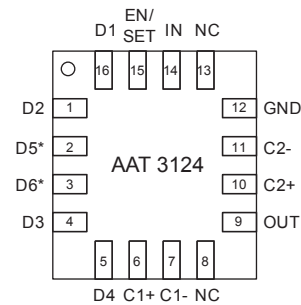 EN/
D1 SET IN NC
16 15 14 13
D2 1 12 GND
D5* 2 11 C2-
AAT 3124
D6* 3 10 C2+
D3 4 9 OUT
5 6 7 8
D4 C1+ C1- NC